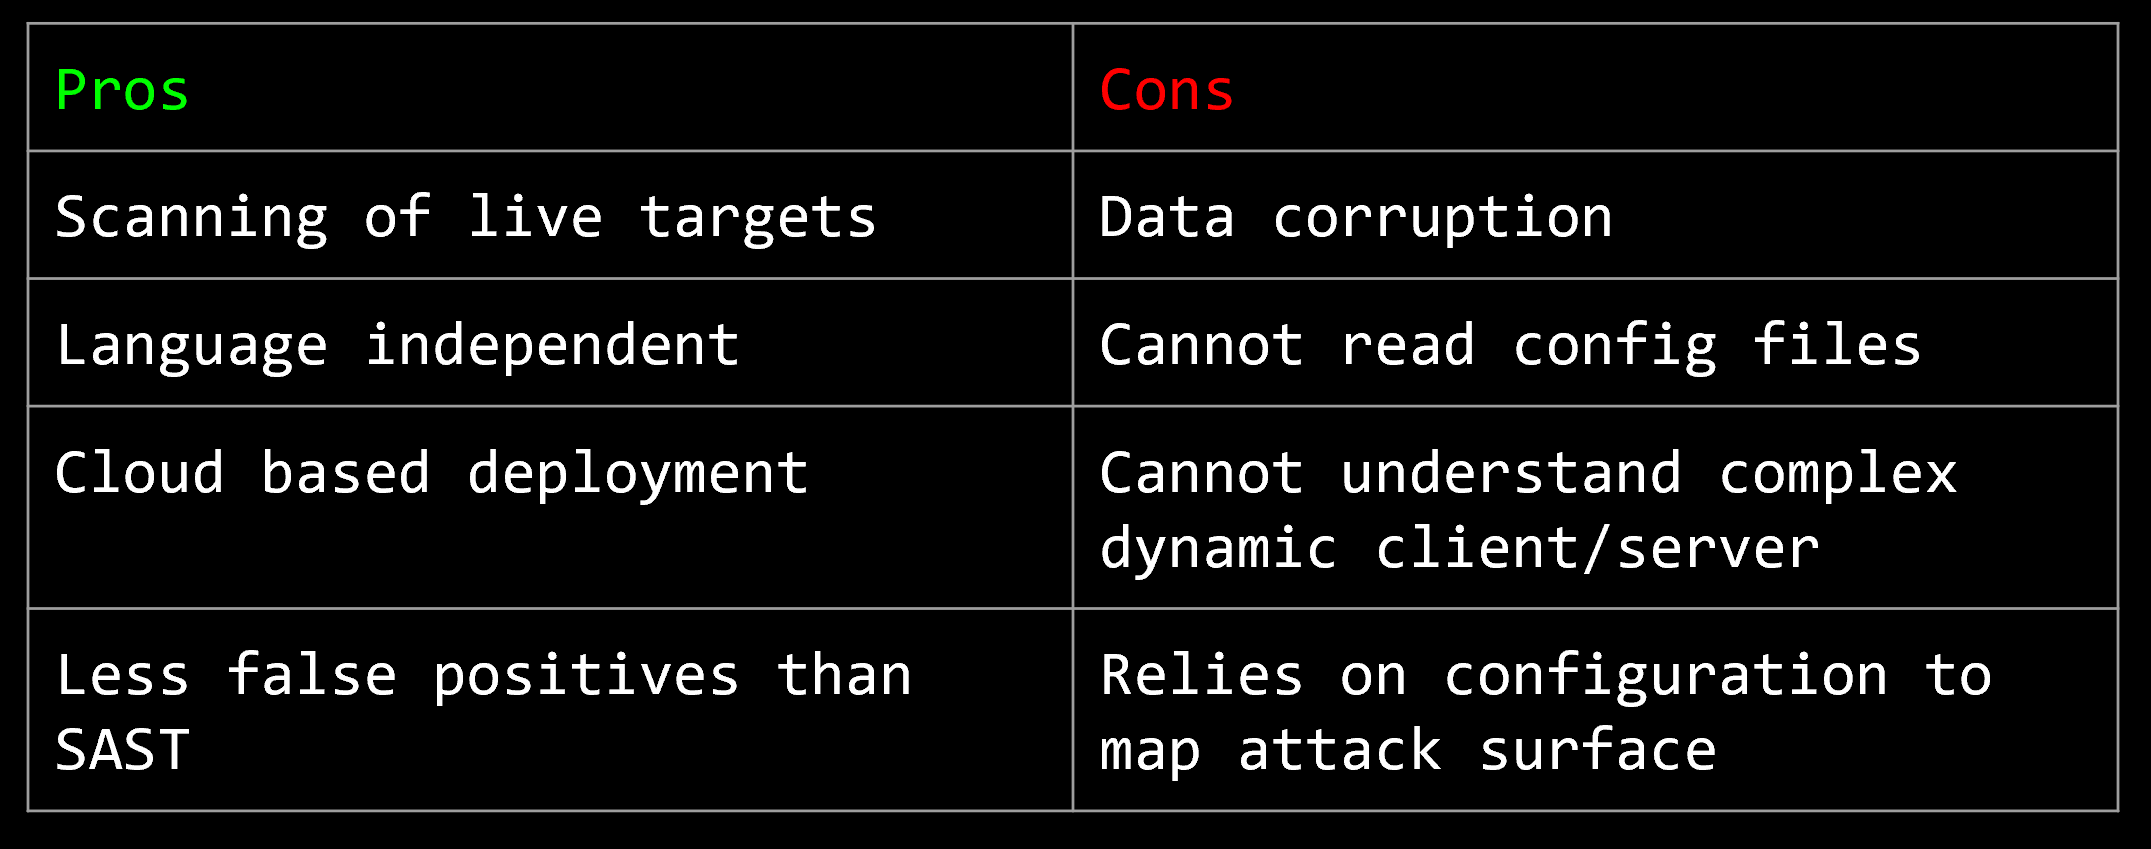 Pros
Cons
Scanning of live targets
Data corruption
Language independent
Cannot read config files
Cloud based deployment
Cannot understand complex
dynamic client/server
Less false positives than
SAST
Relies on configuration to
map attack surface